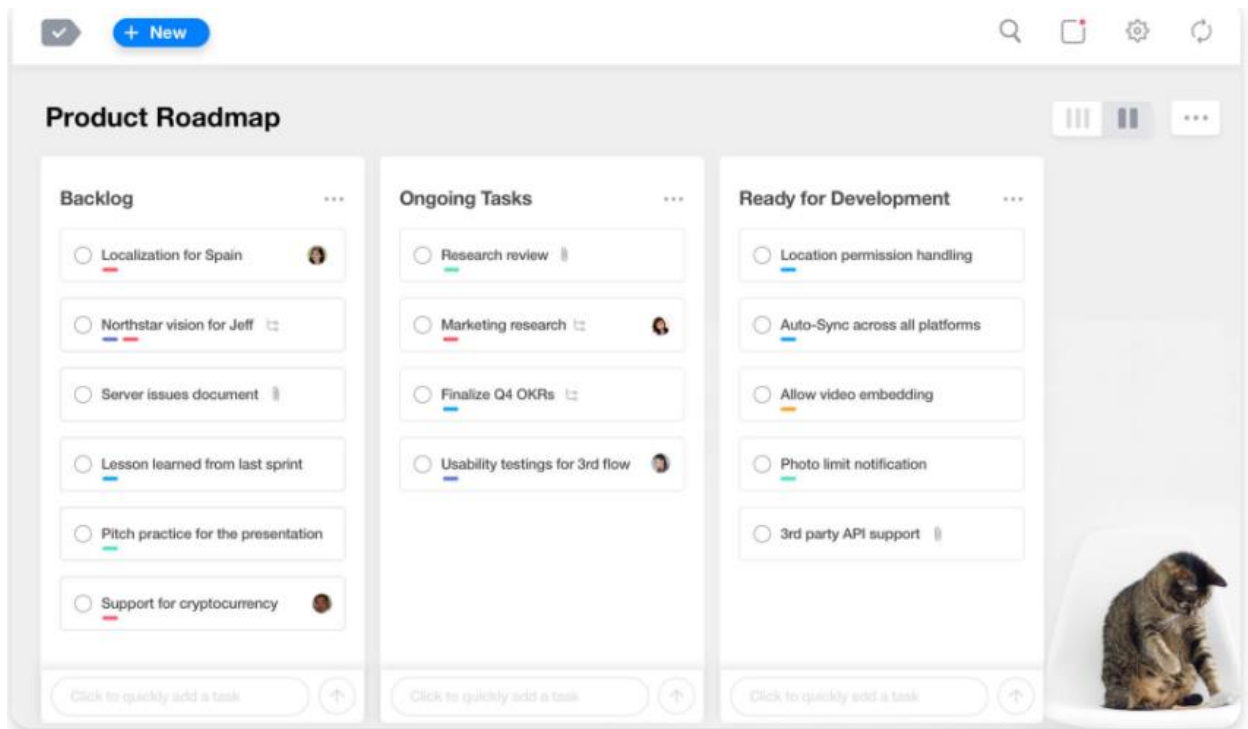 + New
Product Roadmap
Backlog
Localization for Spain
Northstar vision for Jeff
Server issues document
Lesson learned from last sprint
Pitch practice for the presentation
Support for cryptocurrency
Click to quickly add a task
Ongoing Tasks
Research review
Marketing research
Finalize Q4 OKRs
Usability testings for 3rd flow
Click to quickly add a task
Ready for Development
Location permission handling
Auto-Sync across all platforms
Allow video embedding
Photo limit notification
3rd party API support
Click to quickly add a task